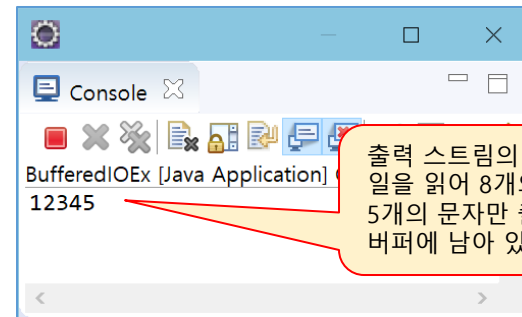 Console
BufferedIOEx [Java Application]
12345
출력 스트림의
일을 읽어 8개
5개의 문자만
버퍼에 남아